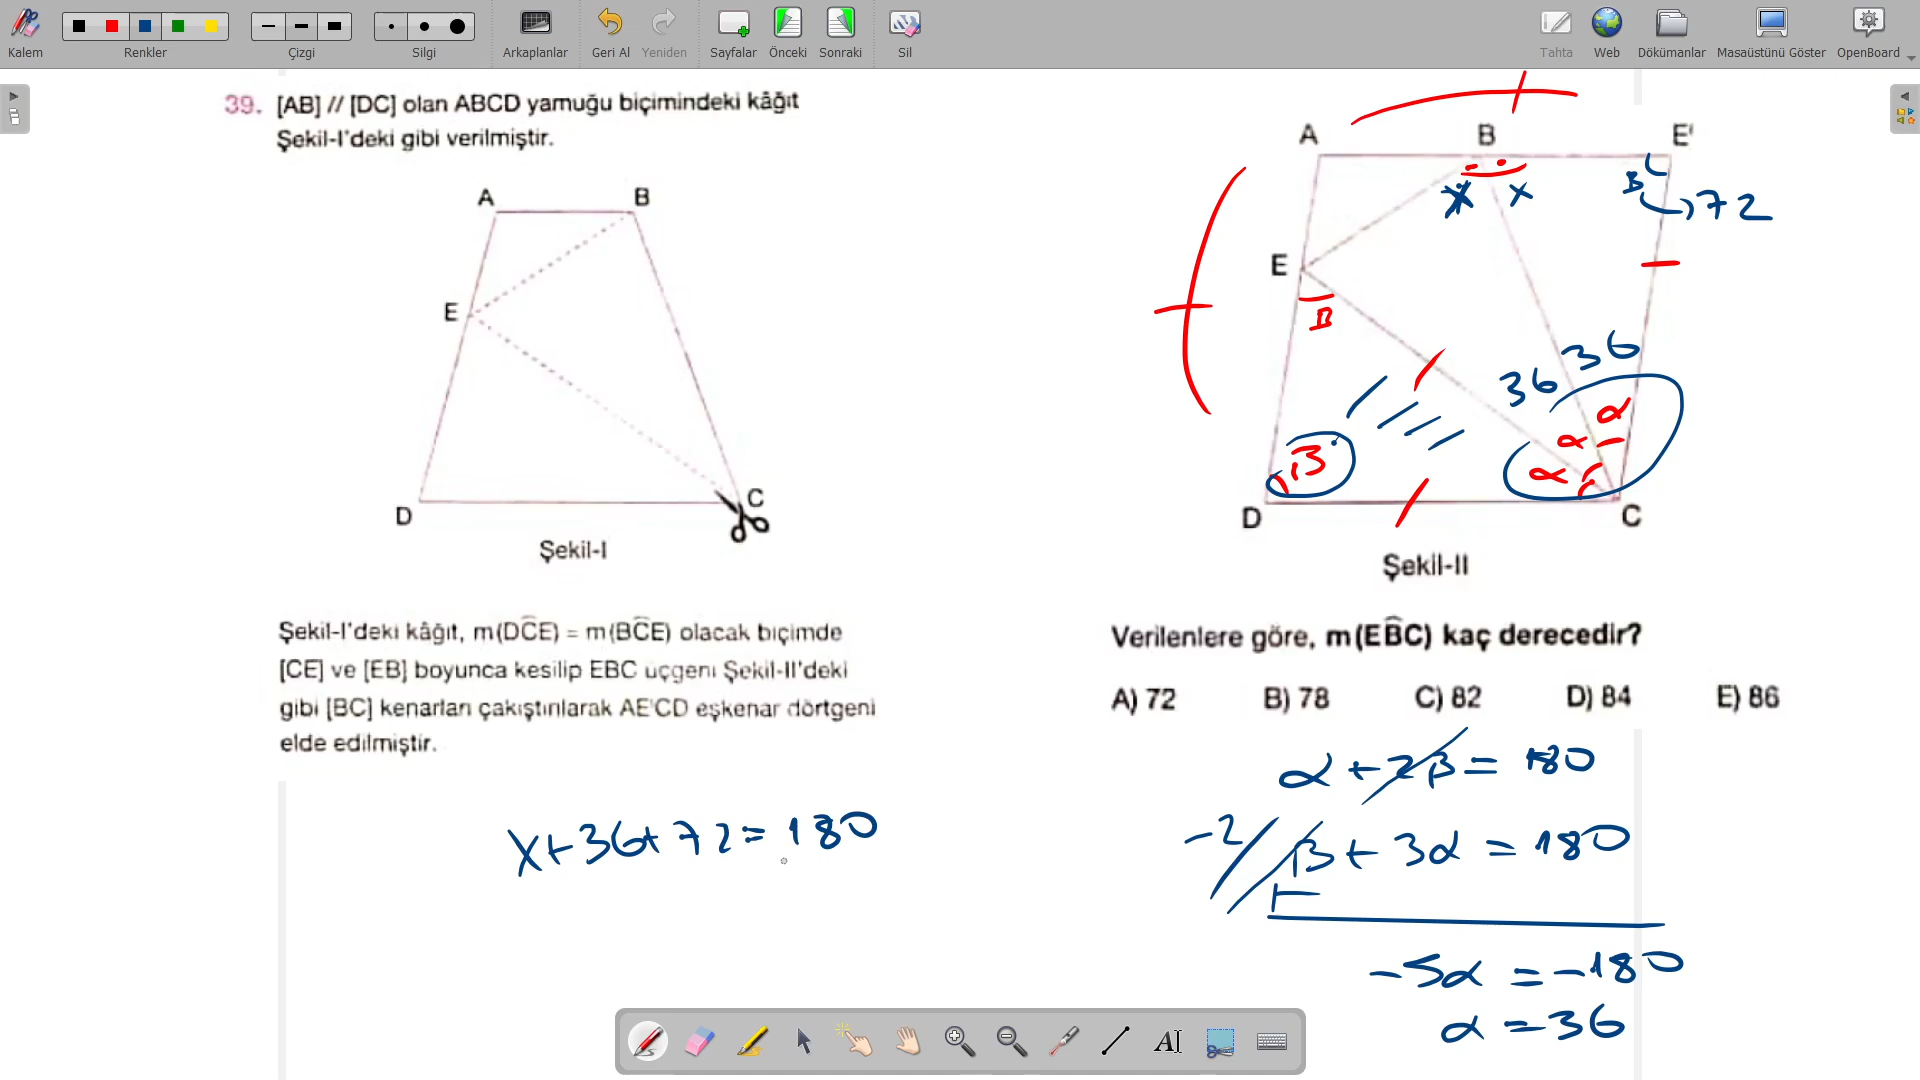 Kalem Renkler Çizgi Silgi Arkaplanlar Geri Al Yeniden Sayfalar Önceki Sonraki Sil Tahta Web Dökümanlar Masaüstünü Göster OpenBoard
39. [AB] // [DC] olan ABCD yamuğu biçimindeki kâğıt
Şekil-I'deki gibi verilmiştir.
A B
E
D C
Şekil-I
Şekil-I'deki kâğıt, m(DCE) = m(BCE) olacak biçimde
[CE] ve [EB] boyunca kesilip EBC üçgeni Şekil-II'deki
gibi [BC] kenarları çakıştırılarak AE'CD eşkenar dörtgeni
elde edilmiştir.
x+36+72=180
A B E'
x x β 72
E
β
36 36
α
α
β α
D C
Şekil-II
Verilenlere göre, m(EBC) kaç derecedir?
A) 72 B) 78 C) 82 D) 84 E) 86
α+2β=180
-2/ β+3α=180
+
-5α=-180
α=36